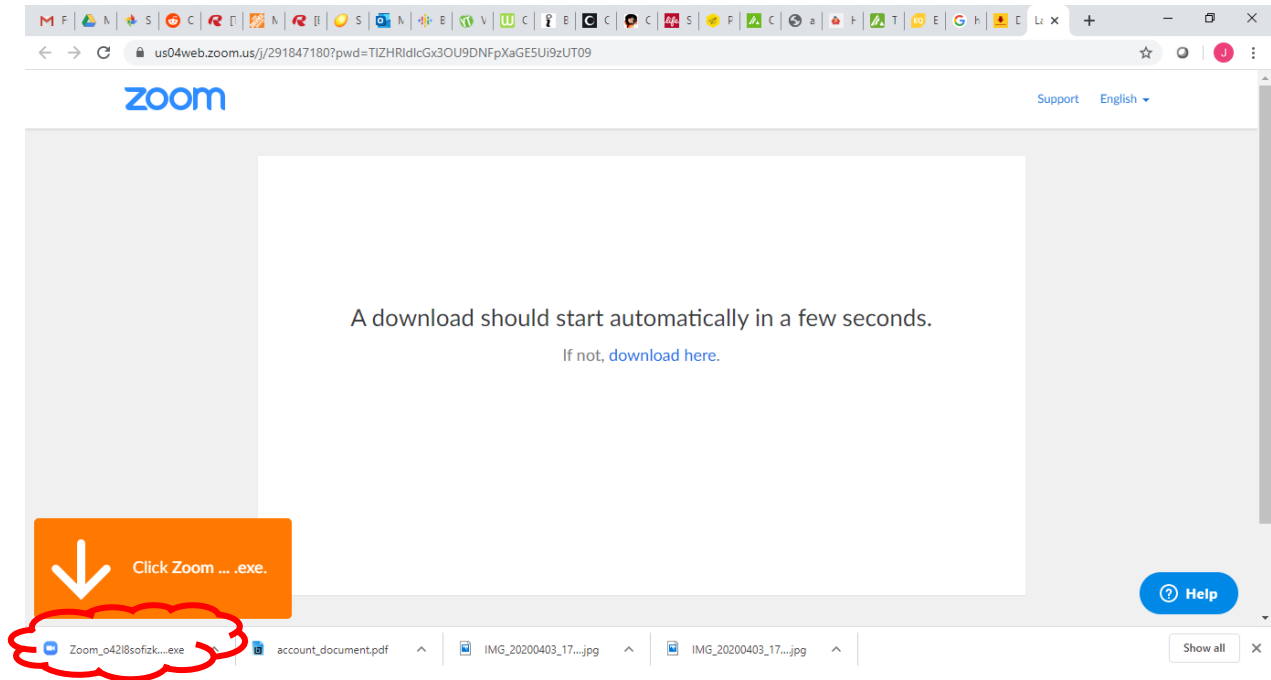 us04web.zoom.us/j/291847180?pwd=TlZHRldlcGx3OU9DNFpXaGE5Ui9zUT09
J
zoom
Support English
A download should start automatically in a few seconds.
If not, download here.
Click Zoom ... .exe.
Help
Zoom_o42l8sofizk....exe account_document.pdf IMG_20200403_17....jpg IMG_20200403_17....jpg Show all